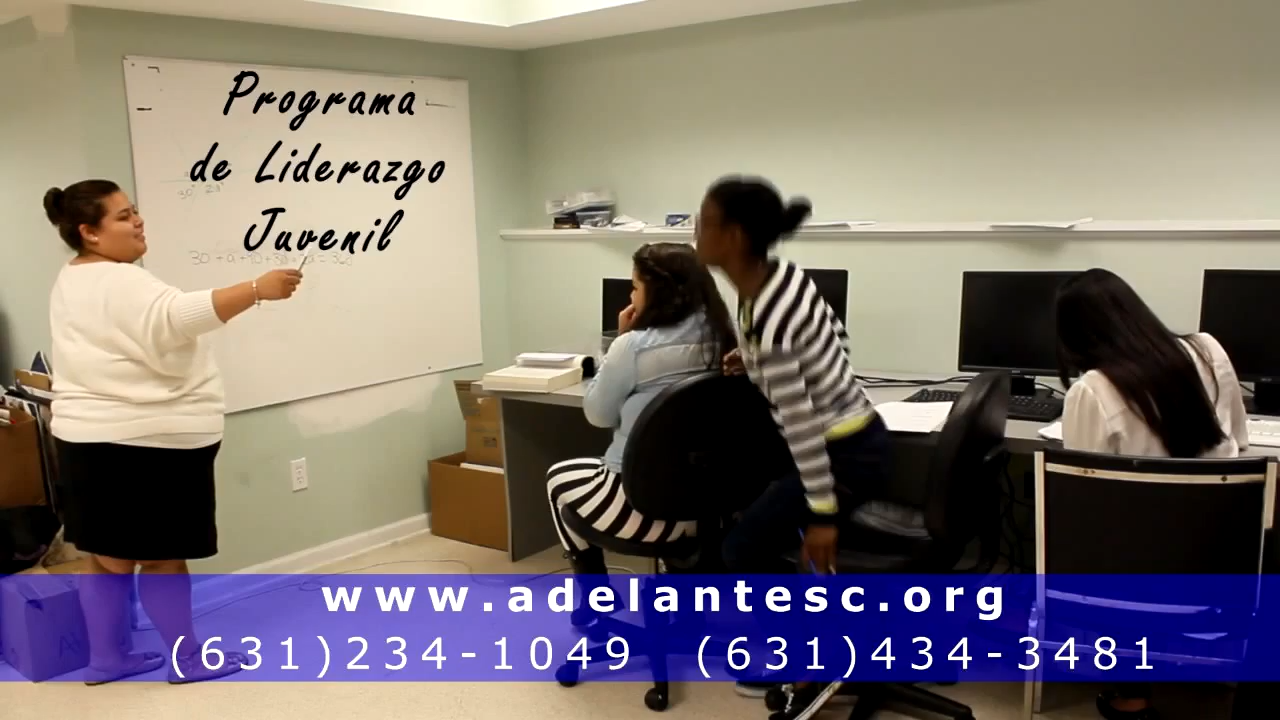 Programa
de Liderazgo
Juvenil
www.adelantesc.org
(631)234-1049 (631)434-3481